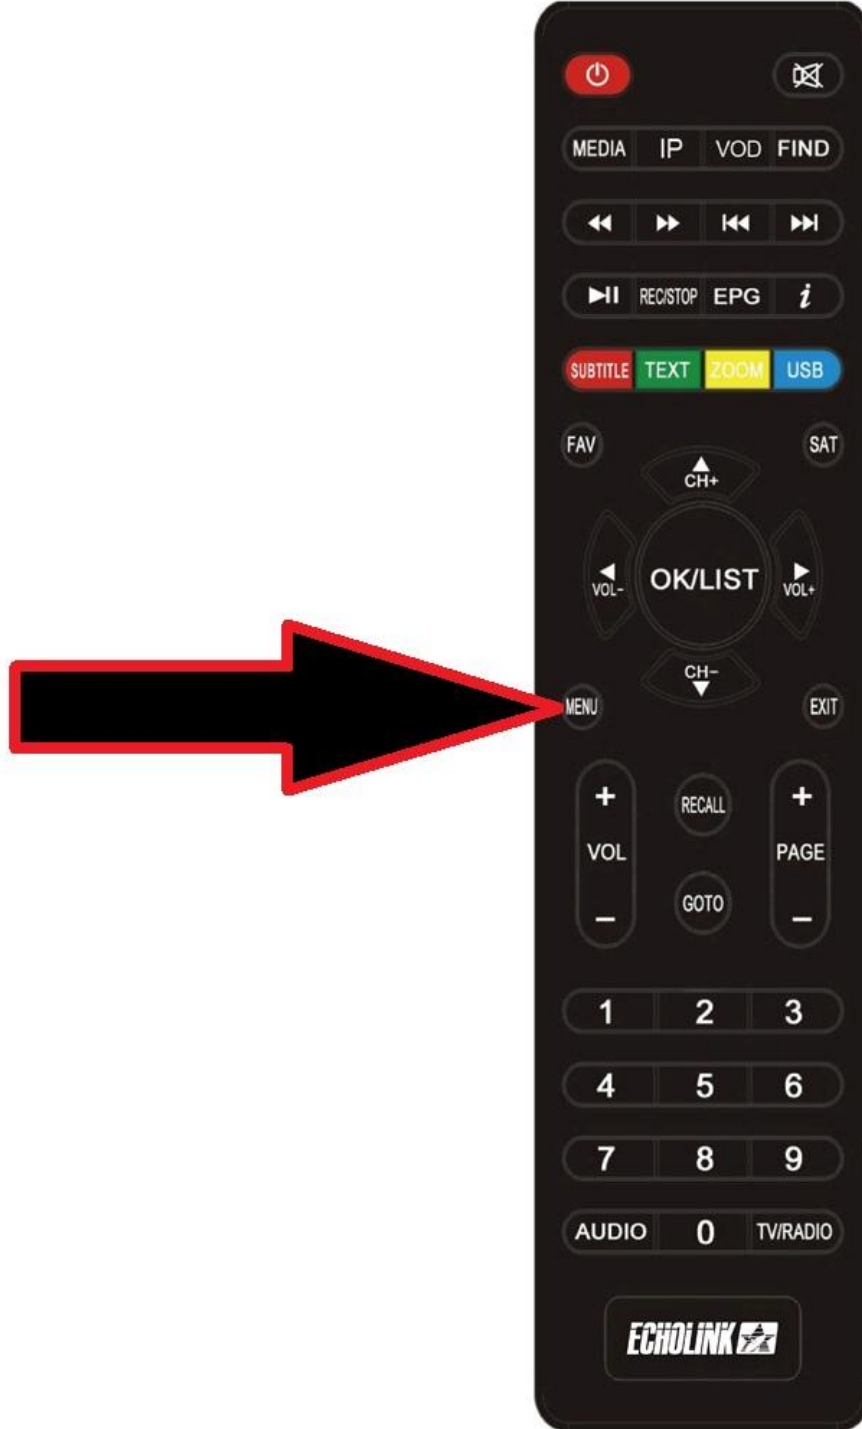 MEDIA IP VOD FIND
REC/STOP EPG i
SUBTITLE TEXT ZOOM USB
FAV SAT
CH+
VOL- OK/LIST VOL+
CH-
MENU EXIT
+ RECALL +
VOL PAGE
- GOTO -
1 2 3
4 5 6
7 8 9
AUDIO 0 TV/RADIO
ECHOLINK